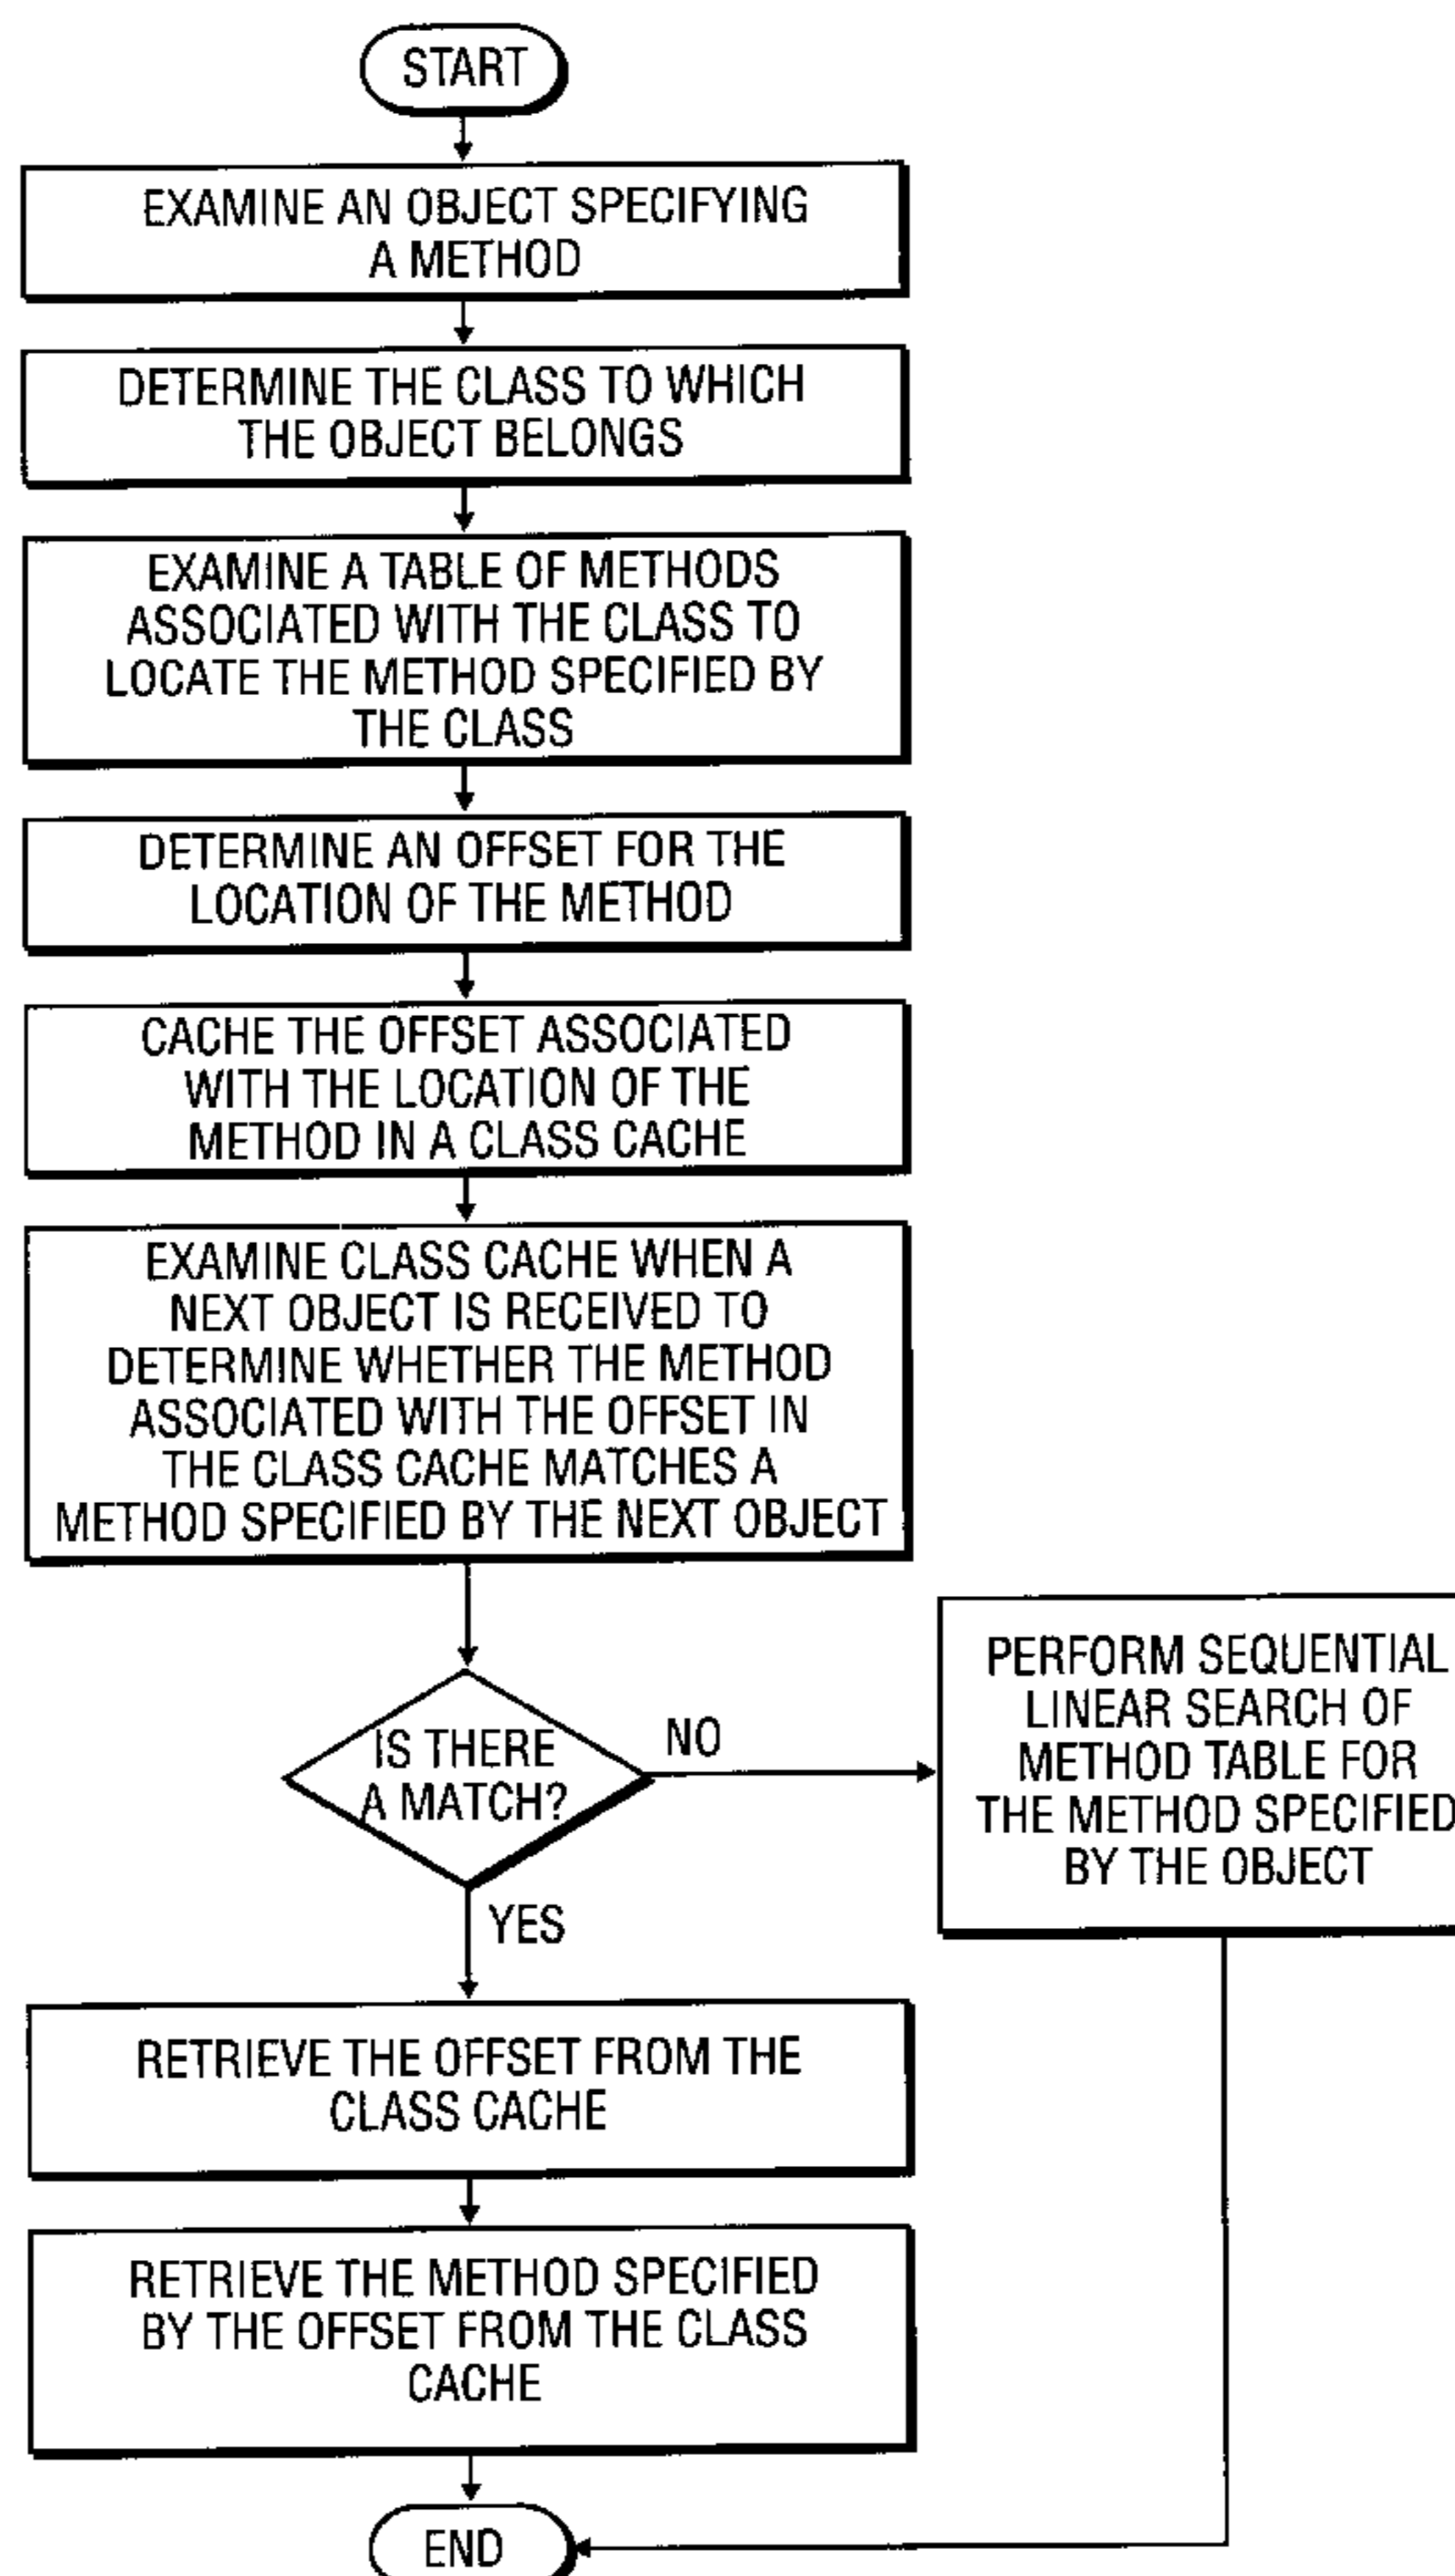 START
EXAMINE AN OBJECT SPECIFYING
A METHOD
DETERMINE THE CLASS TO WHICH
THE OBJECT BELONGS
EXAMINE A TABLE OF METHODS
ASSOCIATED WITH THE CLASS TO
LOCATE THE METHOD SPECIFIED BY
THE CLASS
DETERMINE AN OFFSET FOR THE
LOCATION OF THE METHOD
CACHE THE OFFSET ASSOCIATED
WITH THE LOCATION OF THE
METHOD IN A CLASS CACHE
EXAMINE CLASS CACHE WHEN A
NEXT OBJECT IS RECEIVED TO
DETERMINE WHETHER THE METHOD
ASSOCIATED WITH THE OFFSET IN
THE CLASS CACHE MATCHES A
METHOD SPECIFIED BY THE NEXT OBJECT
IS THERE
A MATCH?
NO
PERFORM SEQUENTIAL
LINEAR SEARCH OF
METHOD TABLE FOR
THE METHOD SPECIFIED
BY THE OBJECT
YES
RETRIEVE THE OFFSET FROM THE
CLASS CACHE
RETRIEVE THE METHOD SPECIFIED
BY THE OFFSET FROM THE CLASS
CACHE
END